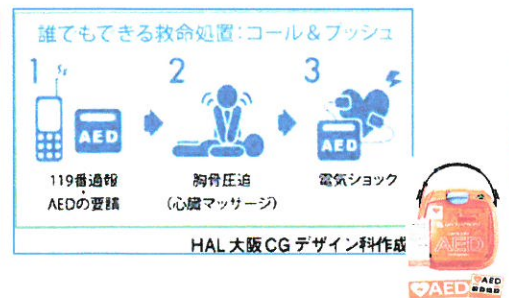 誰でもできる救命処置:コール&プッシュ
1
2
3
AED
AED
119番通報
AEDの要請
胸骨圧迫
(心臓マッサージ)
電気ショック
HAL大阪CGデザイン科作成
AED
AED
AED